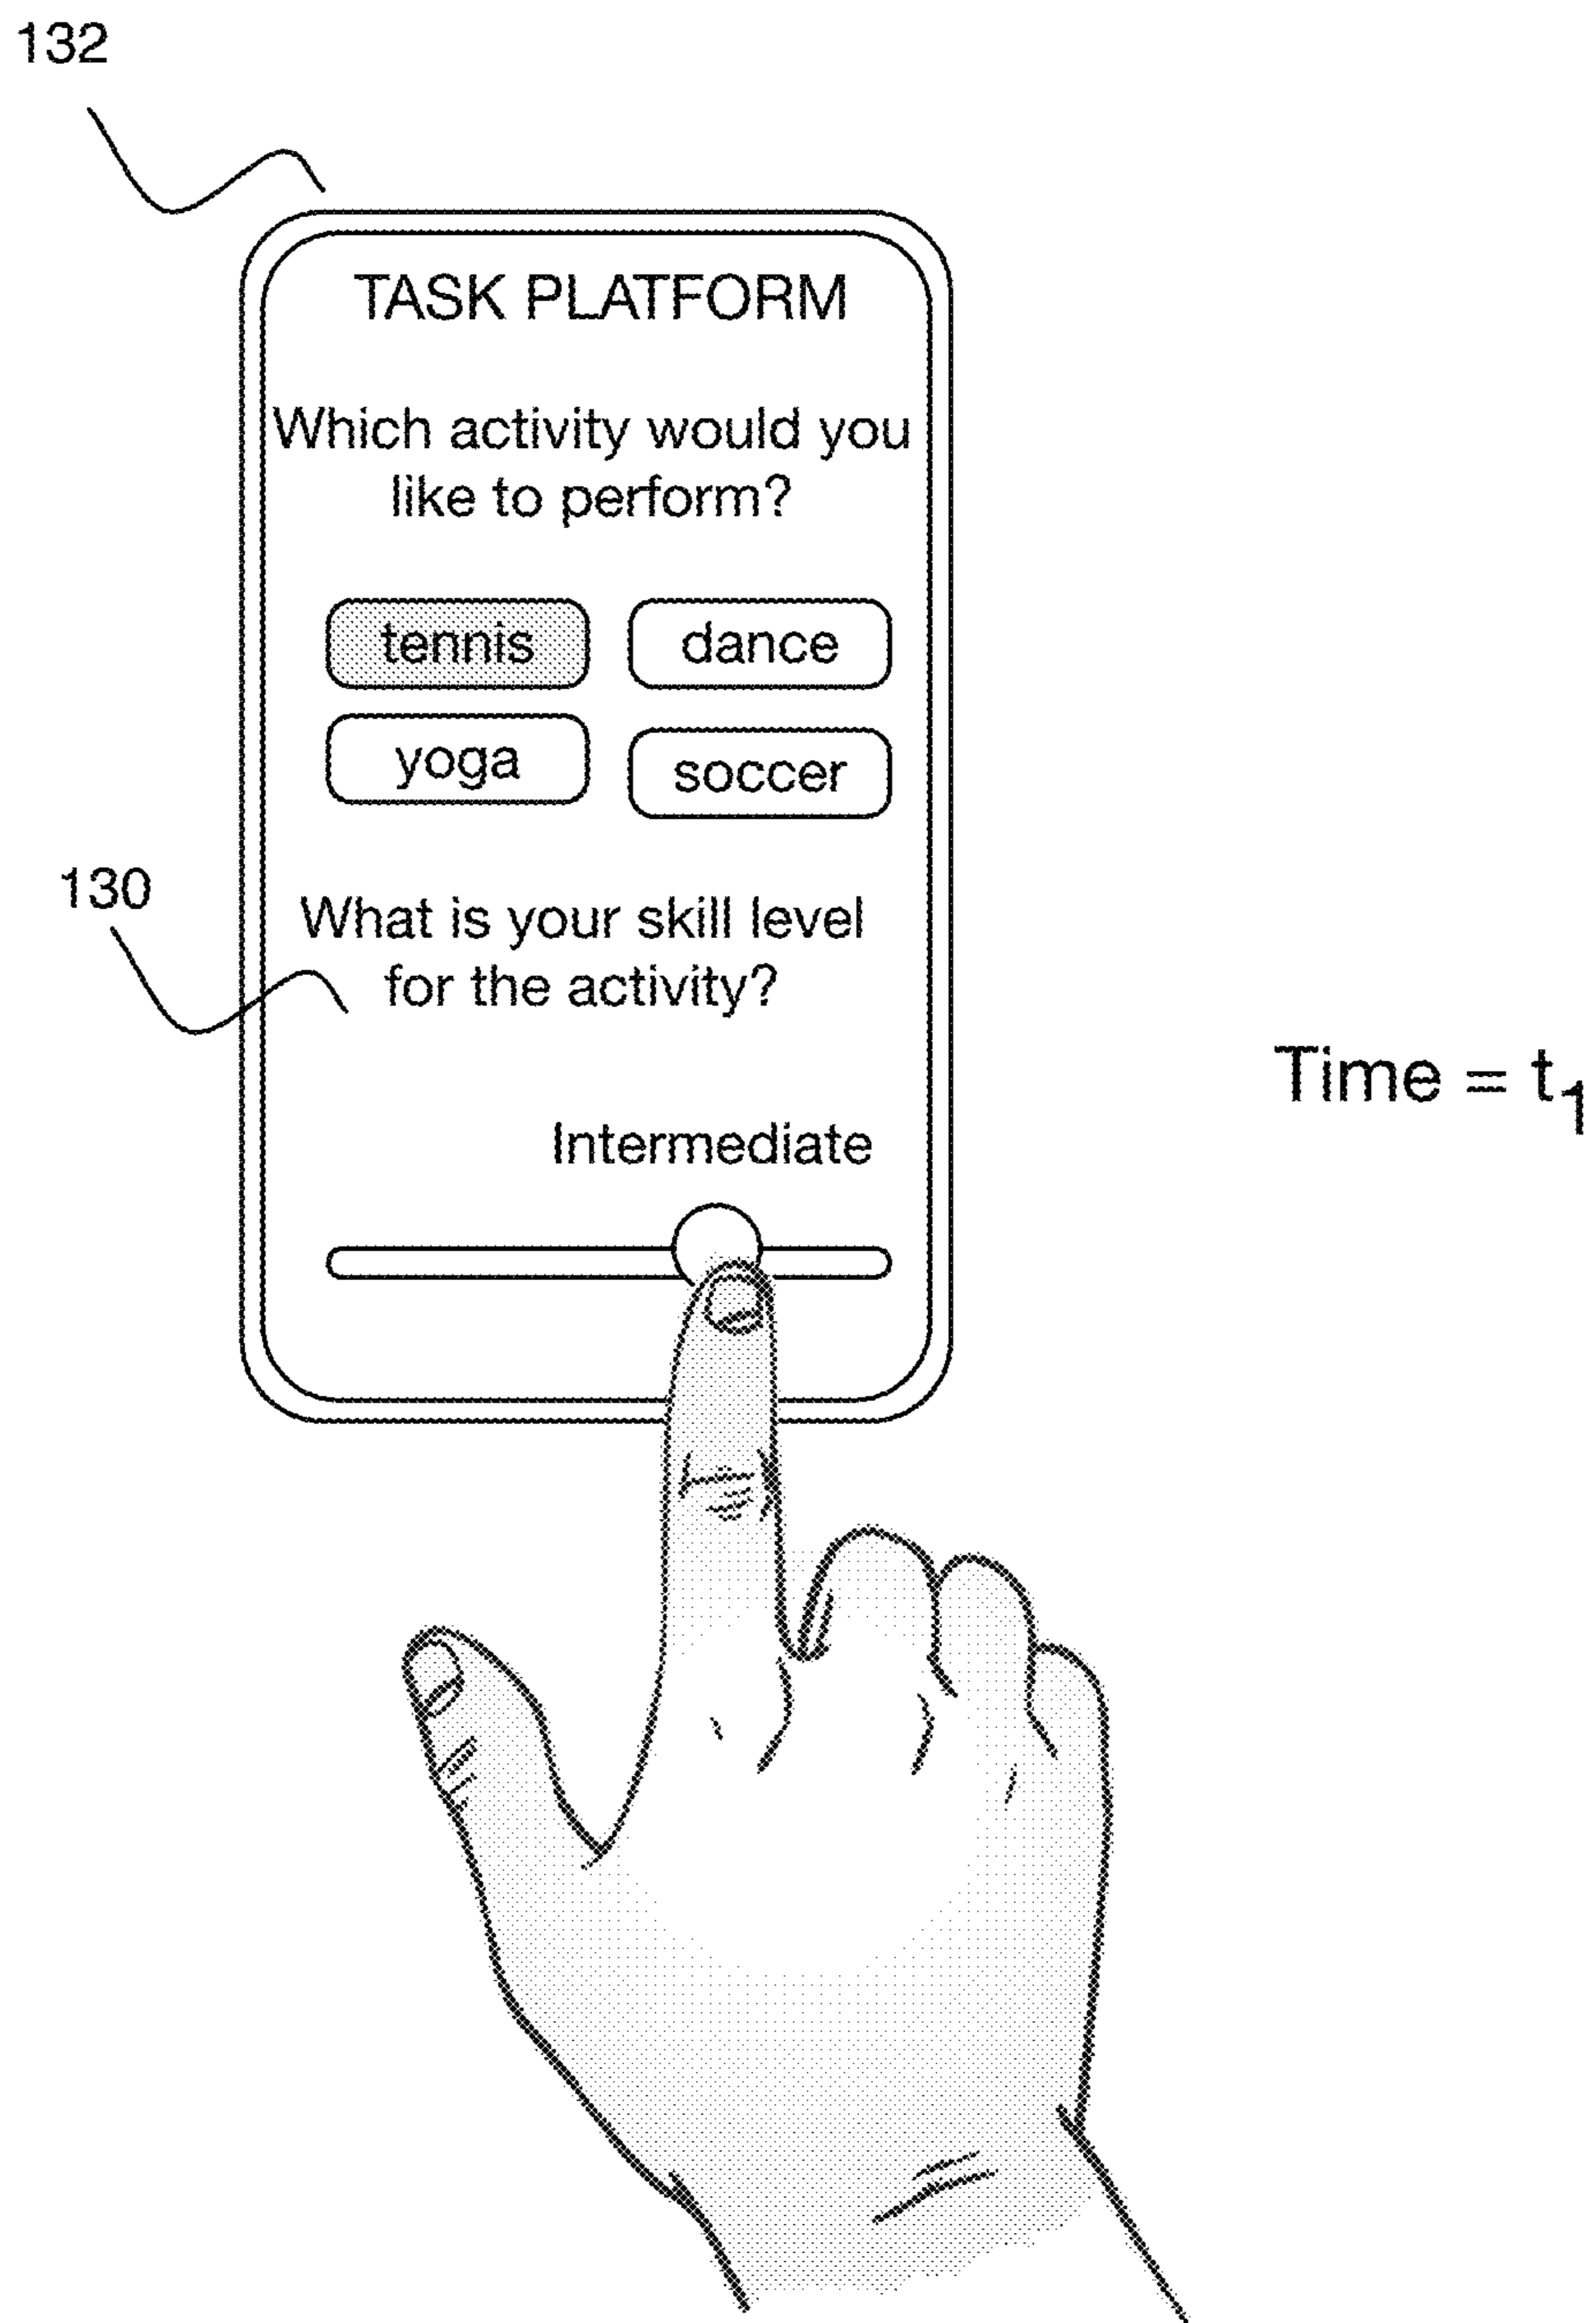 132
TASK PLATFORM
Which activity would you
like to perform?
tennis
dance
yoga
soccer
130
What is your skill level
for the activity?
Time = t1
Intermediate